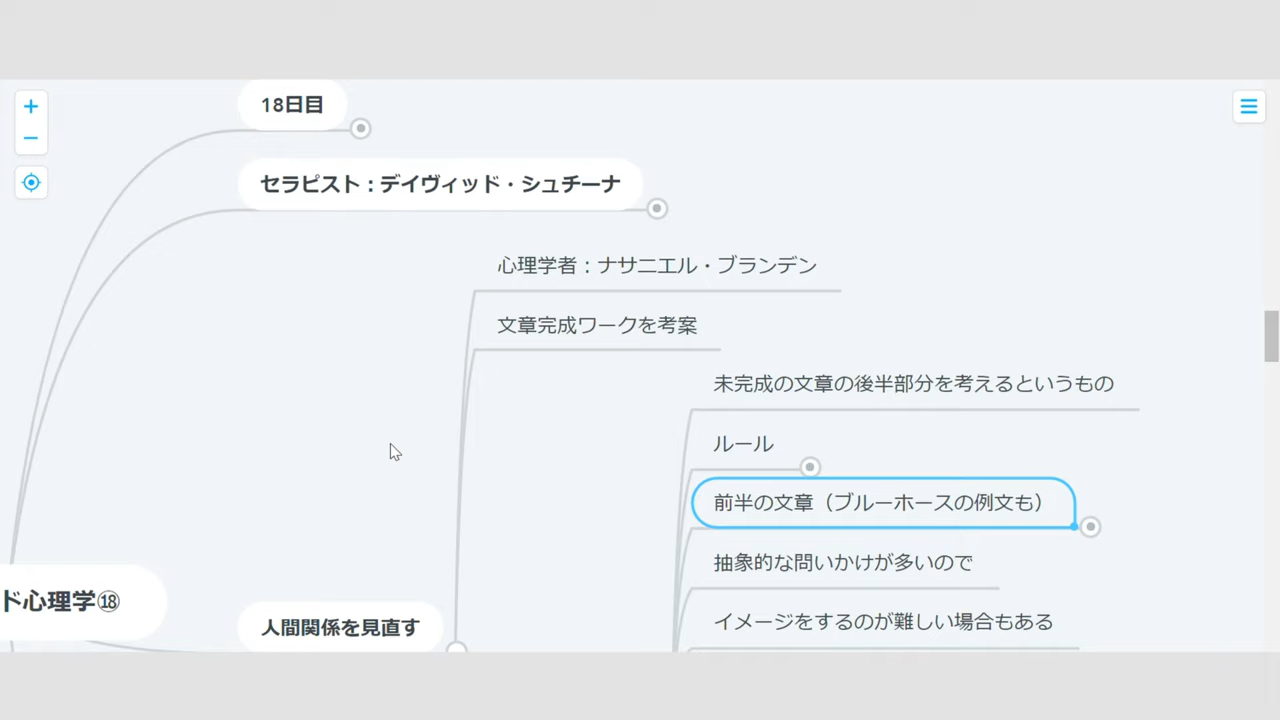 18日目
セラピスト：デイヴィッド・シュチーナ
心理学者：ナサニエル・ブランデン
文章完成ワークを考案
未完成の文章の後半部分を考えるというもの
ルール
前半の文章（ブルーホースの例文も）
抽象的な問いかけが多いので
イメージをするのが難しい場合もある
ド心理学⑱
人間関係を見直す